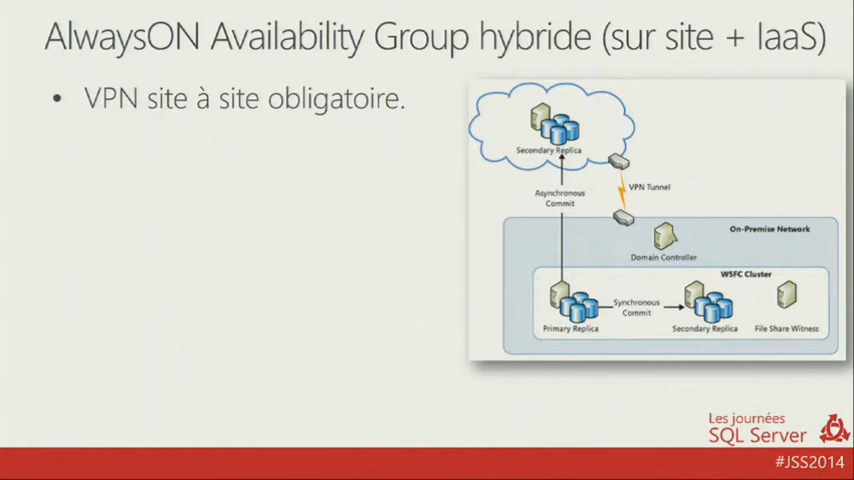 AlwaysON Availability Group hybride (sur site + IaaS)
• VPN site à site obligatoire.
Secondary Replica
Asynchronous
Commit
VPN Tunnel
On-Premise Network
Domain Controller
WSFC Cluster
Synchronous
Commit
Primary Replica
Secondary Replica
File Share Witness
Les journées
SQL Server
#JSS2014